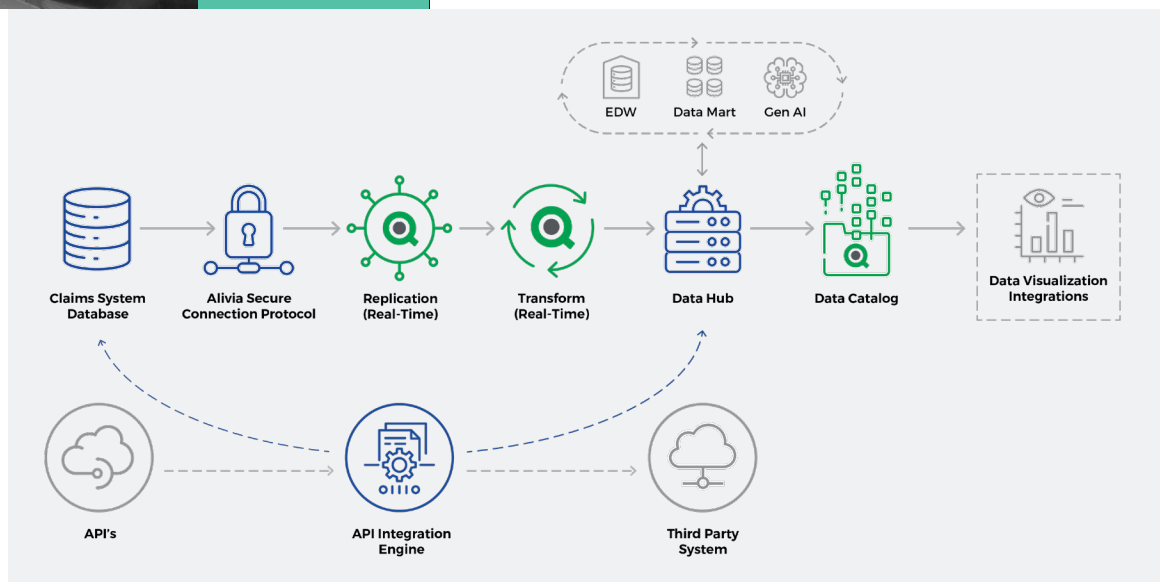 EDW
Data Mart
Gen AI
Claims System
Database
Alivia Secure
Connection Protocol
Replication
(Real-Time)
Transform
(Real-Time)
Data Hub
Data Catalog
Data Visualization
Integrations
API's
API Integration
Engine
Third Party
System